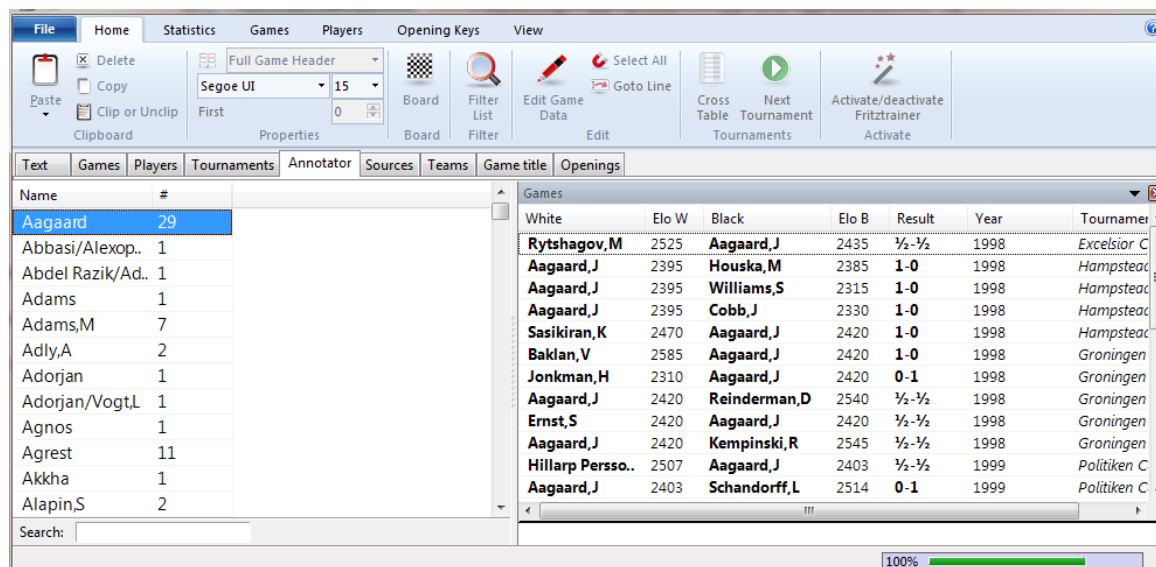 File Home Statistics Games Players Opening Keys View
Delete Full Game Header Select All
Copy Segoe UI 15 Goto Line
Paste Clip or Unclip First 0 Board Filter List Edit Game Data Cross Table Next Tournament Activate/deactivate Fritztrainer
Clipboard Properties Board Filter Edit Tournaments Activate
Text Games Players Tournaments Annotator Sources Teams Game title Openings
Name #
Aagaard 29
Abbasi/Alexop.. 1
Abdel Razik/Ad.. 1
Adams 1
Adams,M 7
Adly,A 2
Adorjan 1
Adorjan/Vogt,L 1
Agnos 1
Agrest 11
Akkha 1
Alapin,S 2
Search:
Games
White Elo W Black Elo B Result Year Tournamen
Rytshagov,M 2525 Aagaard,J 2435 ½-½ 1998 Excelsior C
Aagaard,J 2395 Houska,M 2385 1-0 1998 Hampstead
Aagaard,J 2395 Williams,S 2315 1-0 1998 Hampstead
Aagaard,J 2395 Cobb,J 2330 1-0 1998 Hampstead
Sasikiran,K 2470 Aagaard,J 2420 1-0 1998 Hampstead
Baklan,V 2585 Aagaard,J 2420 1-0 1998 Groningen
Jonkman,H 2310 Aagaard,J 2420 0-1 1998 Groningen
Aagaard,J 2420 Reinderman,D 2540 ½-½ 1998 Groningen
Ernst,S 2420 Aagaard,J 2420 ½-½ 1998 Groningen
Aagaard,J 2420 Kempinski,R 2545 ½-½ 1998 Groningen
Hillarp Persso.. 2507 Aagaard,J 2403 ½-½ 1999 Politiken C
Aagaard,J 2403 Schandorff,L 2514 0-1 1999 Politiken C
100%